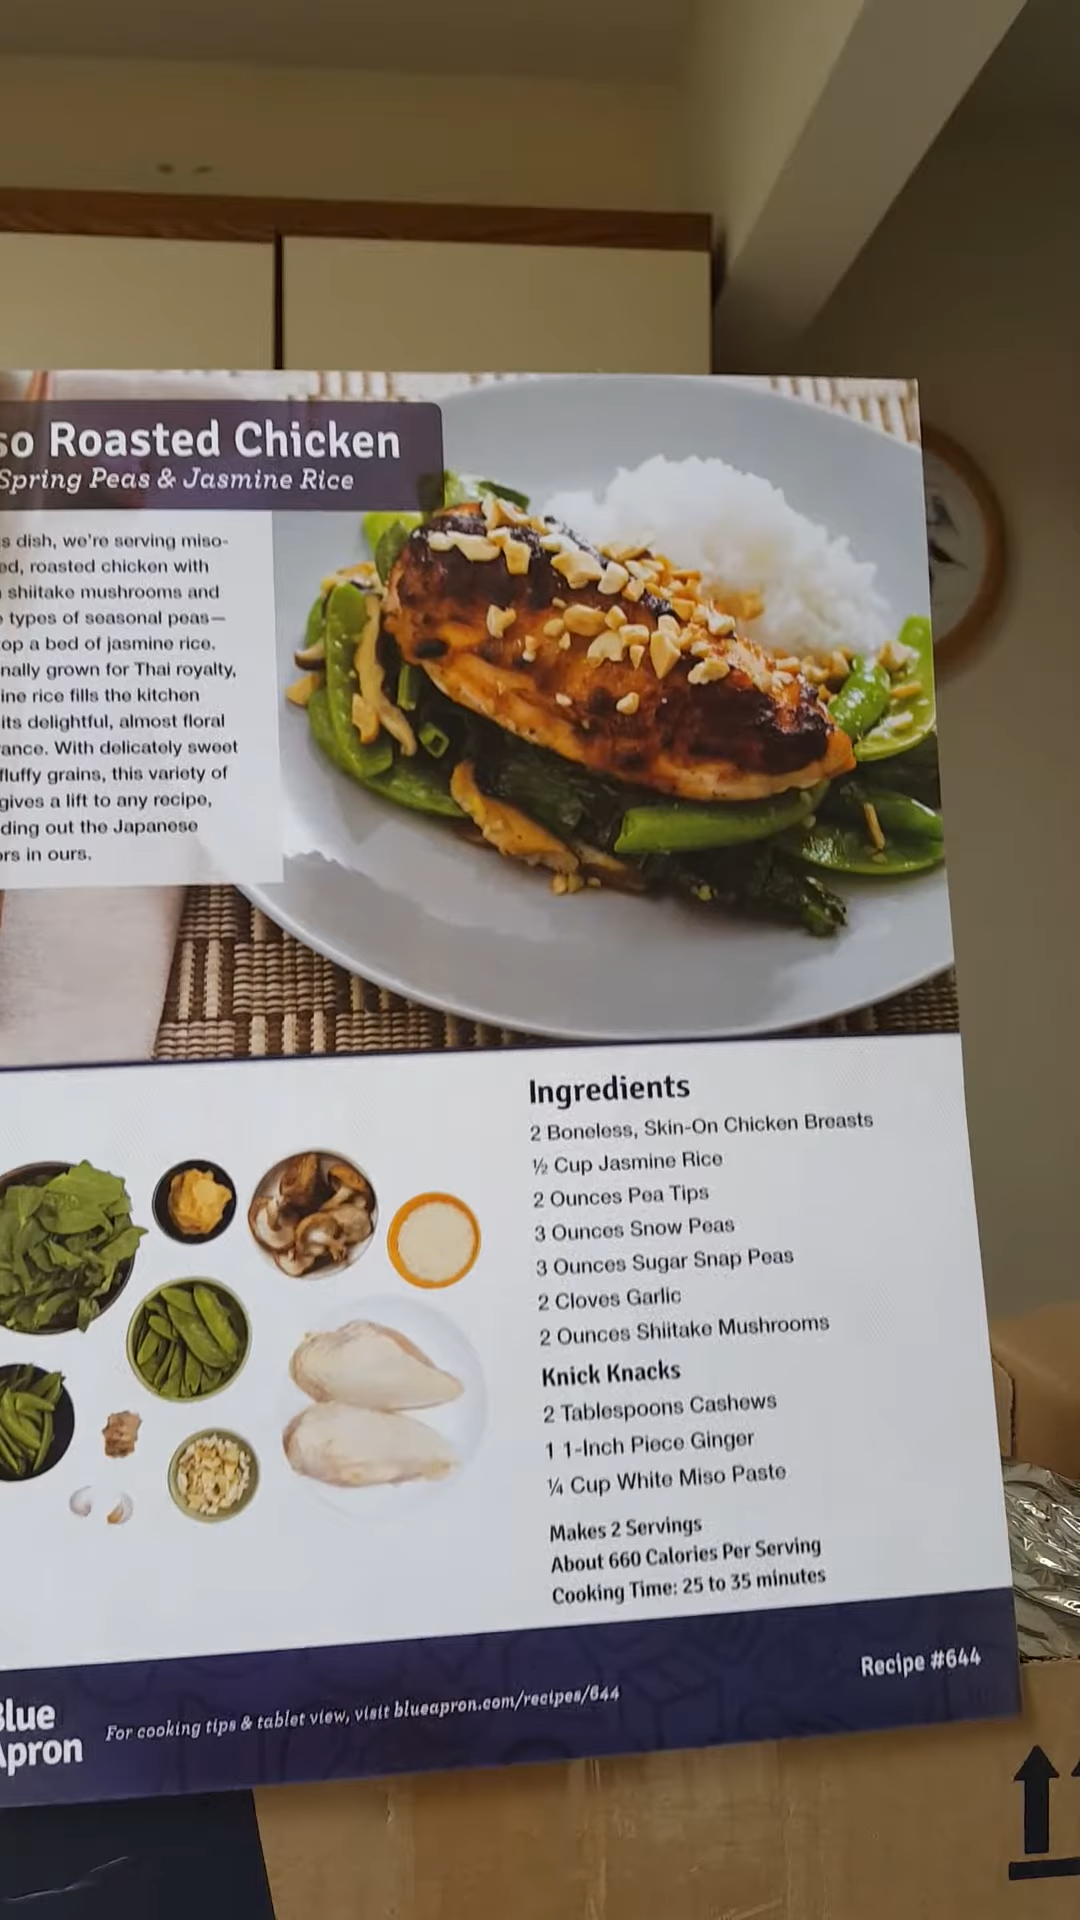 so Roasted Chicken
Spring Peas & Jasmine Rice
s dish, we're serving miso-
ed, roasted chicken with
shiitake mushrooms and
types of seasonal peas—
op a bed of jasmine rice.
nally grown for Thai royalty,
ine rice fills the kitchen
its delightful, almost floral
ance. With delicately sweet
fluffy grains, this variety of
gives a lift to any recipe,
ding out the Japanese
ors in ours.
Ingredients
2 Boneless, Skin-On Chicken Breasts
½ Cup Jasmine Rice
2 Ounces Pea Tips
3 Ounces Snow Peas
3 Ounces Sugar Snap Peas
2 Cloves Garlic
2 Ounces Shiitake Mushrooms
Knick Knacks
2 Tablespoons Cashews
1 1-Inch Piece Ginger
¼ Cup White Miso Paste
Makes 2 Servings
About 660 Calories Per Serving
Cooking Time: 25 to 35 minutes
Blue
Apron
For cooking tips & tablet view, visit blueapron.com/recipes/644
Recipe #644